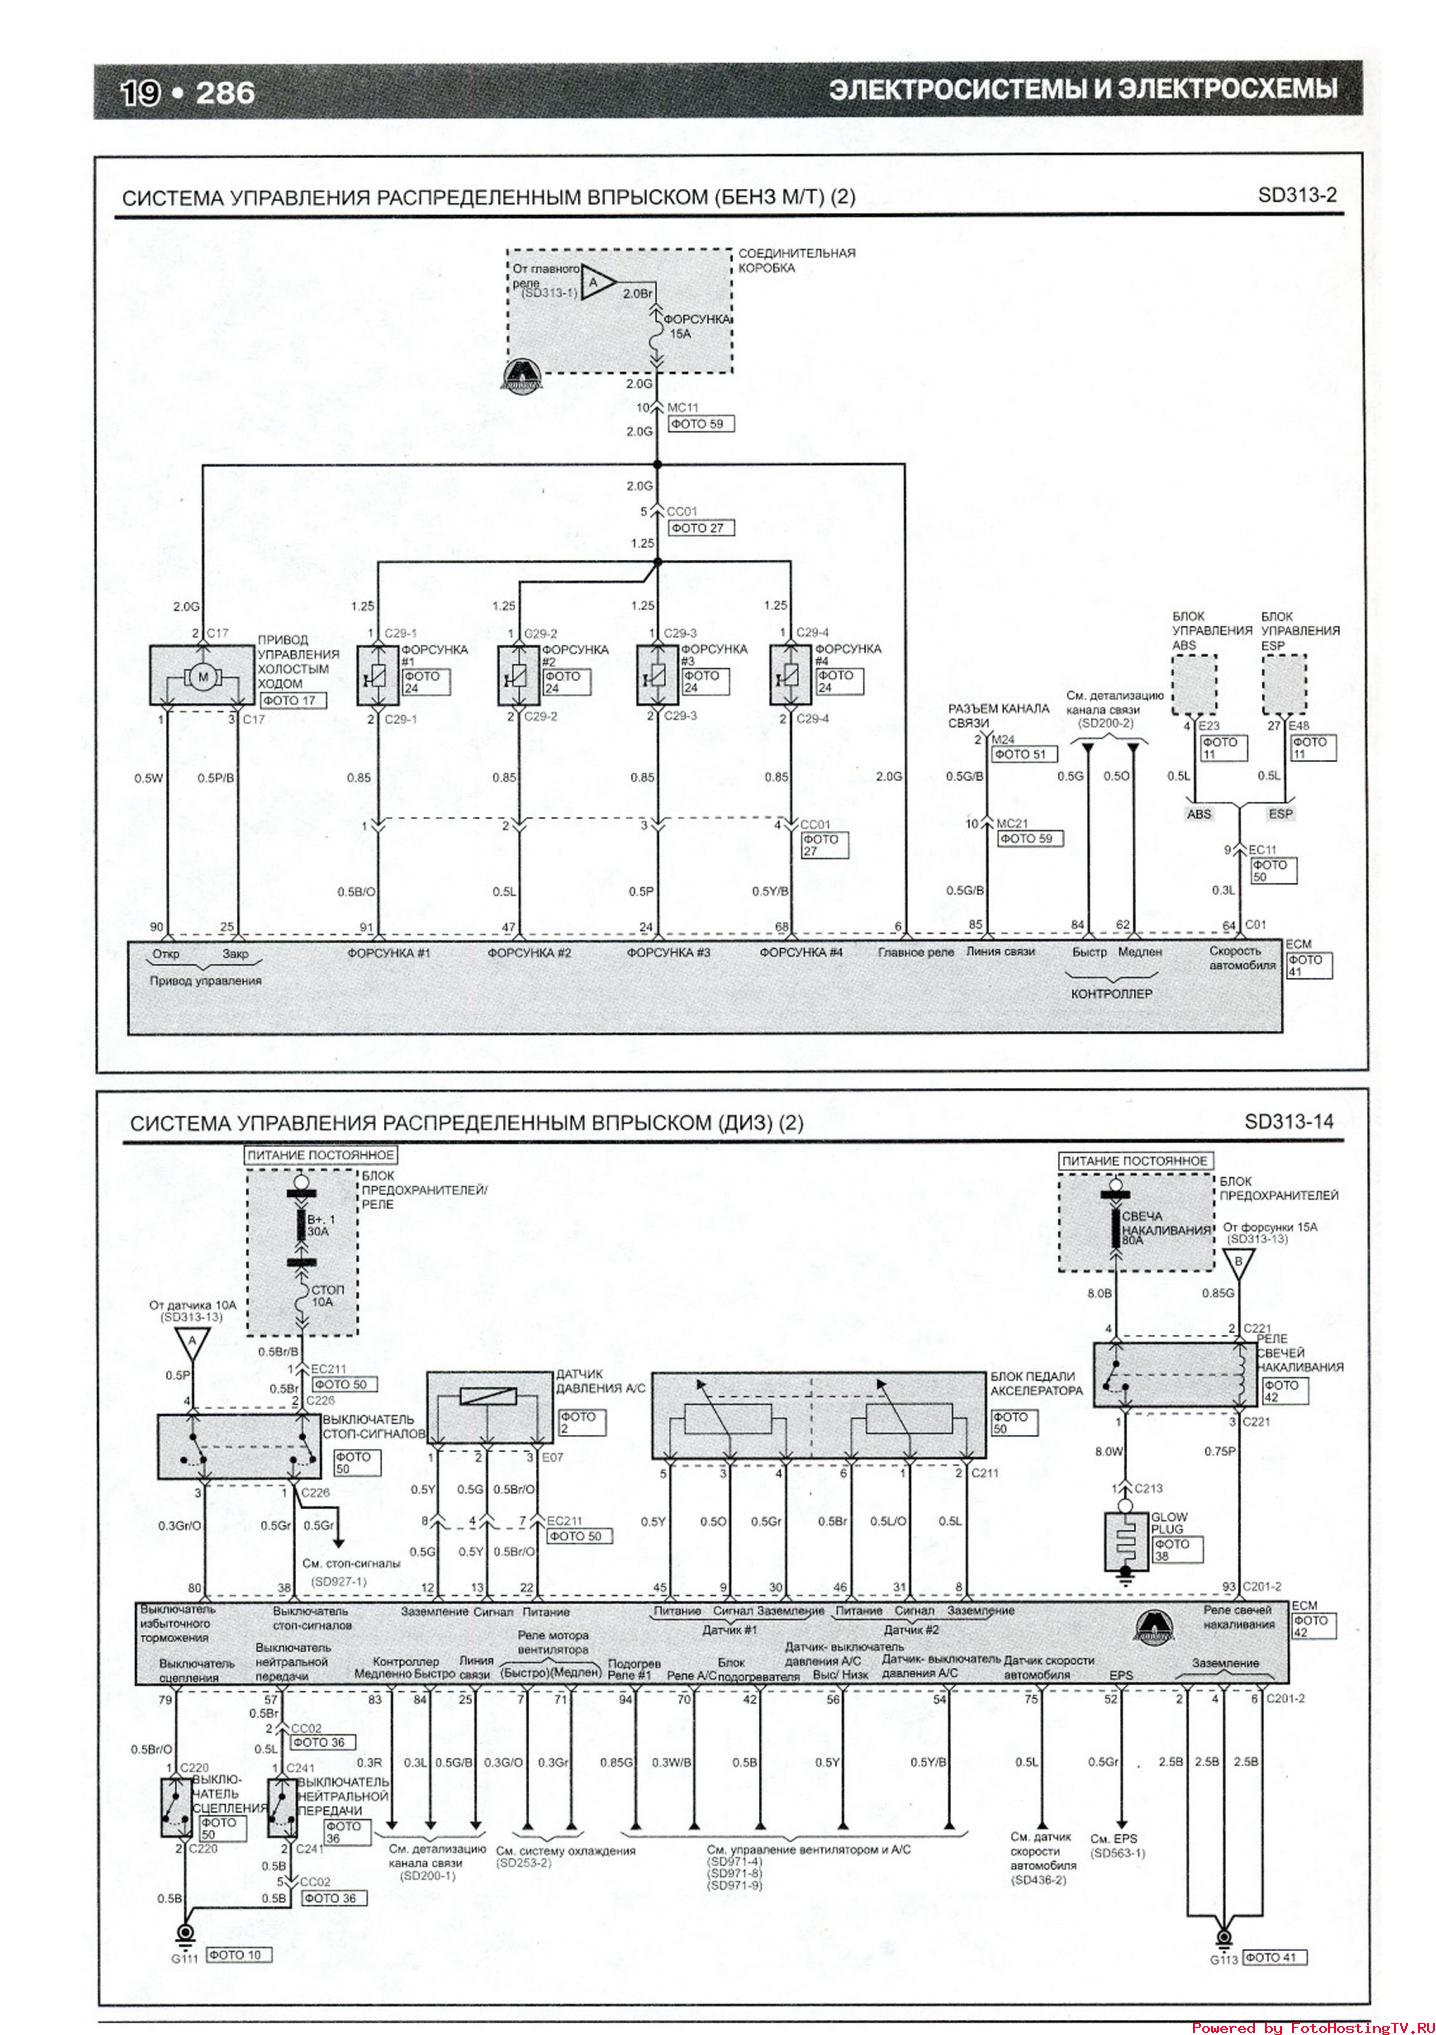 19 • 286
ЭЛЕКТРОСИСТЕМЫ И ЭЛЕКТРОСХЕМЫ
СИСТЕМА УПРАВЛЕНИЯ РАСПРЕДЕЛЕННЫМ ВПРЫСКОМ (БЕНЗ М/Т) (2)
SD313-2
СОЕДИНИТЕЛЬНАЯ
КОРОБКА
От главного
реле
(SD313-1)
A
2.0Br
ФОРСУНКА
15А
2.0G
10 MC11
ФОТО 59
2.0G
2.0G
5 CC01
ФОТО 27
1.25
2.0G 1.25 1.25 1.25 1.25
2 C17 1 C29-1 1 G29-2 1 C29-3 1 C29-4
ПРИВОД
УПРАВЛЕНИЯ
ХОЛОСТЫМ
ХОДОМ
ФОТО 17
M
ФОРСУНКА
#1
ФОТО
24
ФОРСУНКА
#2
ФОТО
24
ФОРСУНКА
#3
ФОТО
24
ФОРСУНКА
#4
ФОТО
24
1 3 C17 2 C29-1 2 C29-2 2 C29-3 2 C29-4
БЛОК
УПРАВЛЕНИЯ
ABS
БЛОК
УПРАВЛЕНИЯ
ESP
См. детализацию
канала связи
(SD200-2)
РАЗЪЕМ КАНАЛА
СВЯЗИ
2 M24
ФОТО 51
4 E23
ФОТО
11
27 E48
ФОТО
11
0.5W 0.5P/B 0.85 0.85 0.85 0.85 2.0G 0.5G/B 0.5G 0.5O 0.5L 0.5L
ABS ESP
1 2 3 4 CC01
ФОТО
27
10 MC21
ФОТО 59
9 EC11
ФОТО
50
0.5B/O 0.5L 0.5P 0.5Y/B 0.5G/B 0.3L
90 25 91 47 24 68 6 85 84 62 64 C01
Откр Закр ФОРСУНКА #1 ФОРСУНКА #2 ФОРСУНКА #3 ФОРСУНКА #4 Главное реле Линия связи Быстр Медлен Скорость
автомобиля
ECM
ФОТО
41
Привод управления
КОНТРОЛЛЕР
СИСТЕМА УПРАВЛЕНИЯ РАСПРЕДЕЛЕННЫМ ВПРЫСКОМ (ДИЗ) (2)
SD313-14
ПИТАНИЕ ПОСТОЯННОЕ
БЛОК
ПРЕДОХРАНИТЕЛЕЙ/
РЕЛЕ
B+. 1
30A
СТОП
10А
ПИТАНИЕ ПОСТОЯННОЕ
БЛОК
ПРЕДОХРАНИТЕЛЕЙ
СВЕЧА
НАКАЛИВАНИЯ
80А
От форсунки 15А
(SD313-13)
B
8.0B 0.85G
От датчика 10А
(SD313-13)
A
0.5P
0.5Br/B
1 EC211
ФОТО 50
0.5Br
4 2 C226
ВЫКЛЮЧАТЕЛЬ
СТОП-СИГНАЛОВ
ФОТО
50
ДАТЧИК
ДАВЛЕНИЯ А/С
ФОТО
2
БЛОК ПЕДАЛИ
АКСЕЛЕРАТОРА
ФОТО
50
4 2 C221
РЕЛЕ
СВЕЧЕЙ
НАКАЛИВАНИЯ
ФОТО
42
1 3 C221
8.0W 0.75P
3 1 C226
1 2 3 E07
5 3 4 6 1 2 C211
0.5Y 0.5G 0.5Br/O
8 4 7 EC211
ФОТО 50
0.5G 0.5Y 0.5Br/O
0.3Gr/O 0.5Gr 0.5Gr
См. стоп-сигналы
(SD927-1)
0.5Y 0.5O 0.5Gr 0.5Br 0.5L/O 0.5L
1 C213
GLOW
PLUG
ФОТО
38
80 38 12 13 22 45 9 30 46 31 8 93 C201-2
Выключатель
избыточного
торможения
Выключатель
стоп-сигналов
Заземление Сигнал Питание
Питание Сигнал Заземление
Датчик #1
Питание Сигнал Заземление
Датчик #2
Реле свечей
накаливания
ECM
ФОТО
42
Выключатель
сцепления
Выключатель
нейтральной
передачи
Контроллер
Медленно Быстро
Линия
связи
Реле мотора
вентилятора
(Быстро)(Медлен)
Подогрев
Реле #1
Реле А/С
Блок
подогревателя
Датчик- выключатель
давления А/С
Выс/ Низк
Датчик- выключатель
давления А/С
Датчик скорости
автомобиля
EPS
Заземление
79 57 83 84 25 7 71 94 70 42 56 54 75 52 2 4 6 C201-2
0.5Br
2 CC02
ФОТО 36
0.5Br/O 0.5L
0.3R 0.3L 0.5G/B 0.3G/O 0.3Gr 0.85G 0.3W/B 0.5B 0.5Y 0.5Y/B 0.5L 0.5Gr 2.5B 2.5B 2.5B
1 C220
ВЫКЛЮ-
ЧАТЕЛЬ
СЦЕПЛЕНИЯ
ФОТО
50
1 C241
ВЫКЛЮЧАТЕЛЬ
НЕЙТРАЛЬНОЙ
ПЕРЕДАЧИ
ФОТО
36
2 C220 2 C241
0.5B
5 CC02
0.5B 0.5B ФОТО 36
См. детализацию
канала связи
(SD200-1)
См. систему охлаждения
(SD253-2)
См. управление вентилятором и А/С
(SD971-4)
(SD971-8)
(SD971-9)
См. датчик
скорости
автомобиля
(SD436-2)
См. EPS
(SD563-1)
G111 ФОТО 10
G113 ФОТО 41
Powered by FotoHostingTV.RU